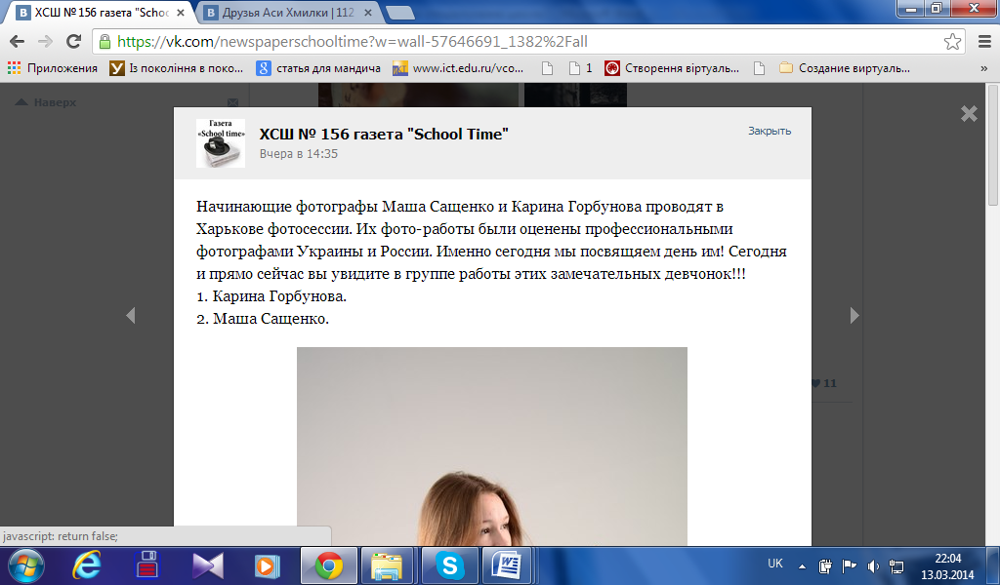 ХСШ № 156 газета "Schoo
Друзья Аси Хмилки | 112
https://vk.com/newspaperschooltime?w=wall-57646691_1382%2Fall
Приложения
Із покоління в поко...
статья для мандича
www.ict.edu.ru/vco...
1
Створення віртуаль...
Создание виртуаль...
»
Наверх
Газета
«School time»
ХСШ № 156 газета "School Time"
Вчера в 14:35
Закрыть
Начинающие фотографы Маша Сащенко и Карина Горбунова проводят в
Харькове фотосессии. Их фото-работы были оценены профессиональными
фотографами Украины и России. Именно сегодня мы посвящяем день им! Сегодня
и прямо сейчас вы увидите в группе работы этих замечательных девчонок!!!
1. Карина Горбунова.
2. Маша Сащенко.
11
javascript: return false;
UK
22:04
13.03.2014